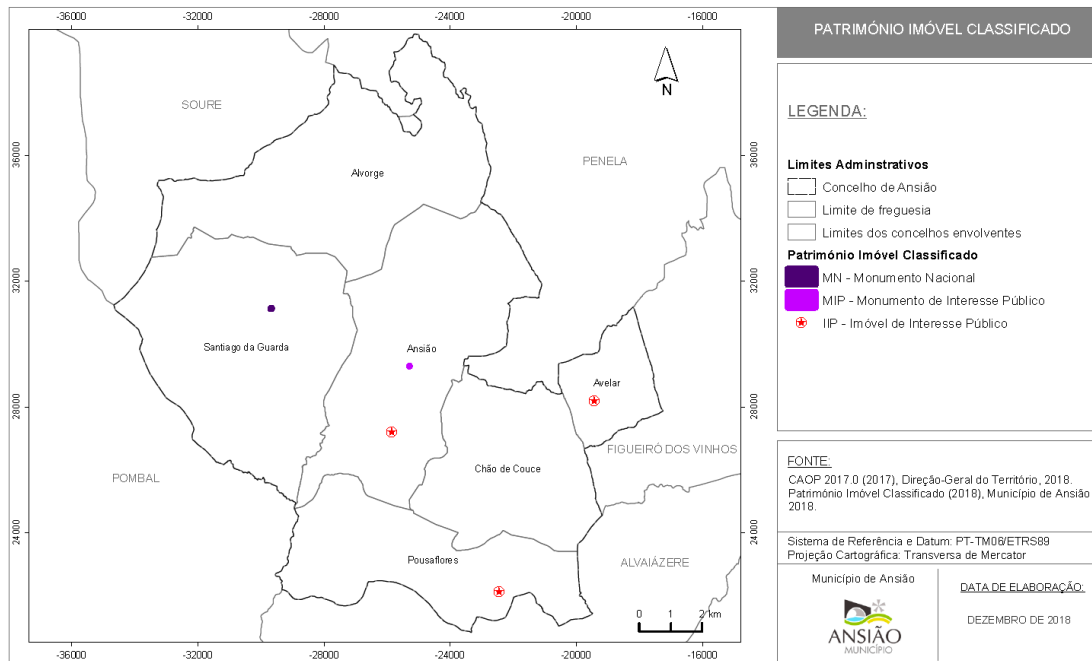 -36000 -32000 -28000 -24000 -20000 -16000
PATRIMÓNIO IMÓVEL CLASSIFICADO
N
SOURE
PENELA
Alvorge
36000 36000
32000 32000
Santiago da Guarda
Ansião
Avelar
28000 28000
FIGUEIRÓ DOS VINHOS
Chão de Couce
POMBAL
24000 24000
Pousaflores
ALVAIÁZERE
0 1 2 km
-36000 -32000 -28000 -24000 -20000 -16000
LEGENDA:
Limites Adminstrativos
Concelho de Ansião
Limite de freguesia
Limites dos concelhos envolventes
Património Imóvel Classificado
MN - Monumento Nacional
MIP - Monumento de Interesse Público
IIP - Imóvel de Interesse Público
FONTE:
CAOP 2017.0 (2017), Direção-Geral do Território, 2018.
Património Imóvel Classificado (2018), Município de Ansião
2018.
Sistema de Referência e Datum: PT-TM06/ETRS89
Projeção Cartográfica: Transversa de Mercator
Município de Ansião
ANSIÃO
MUNICÍPIO
DATA DE ELABORAÇÃO:
DEZEMBRO DE 2018